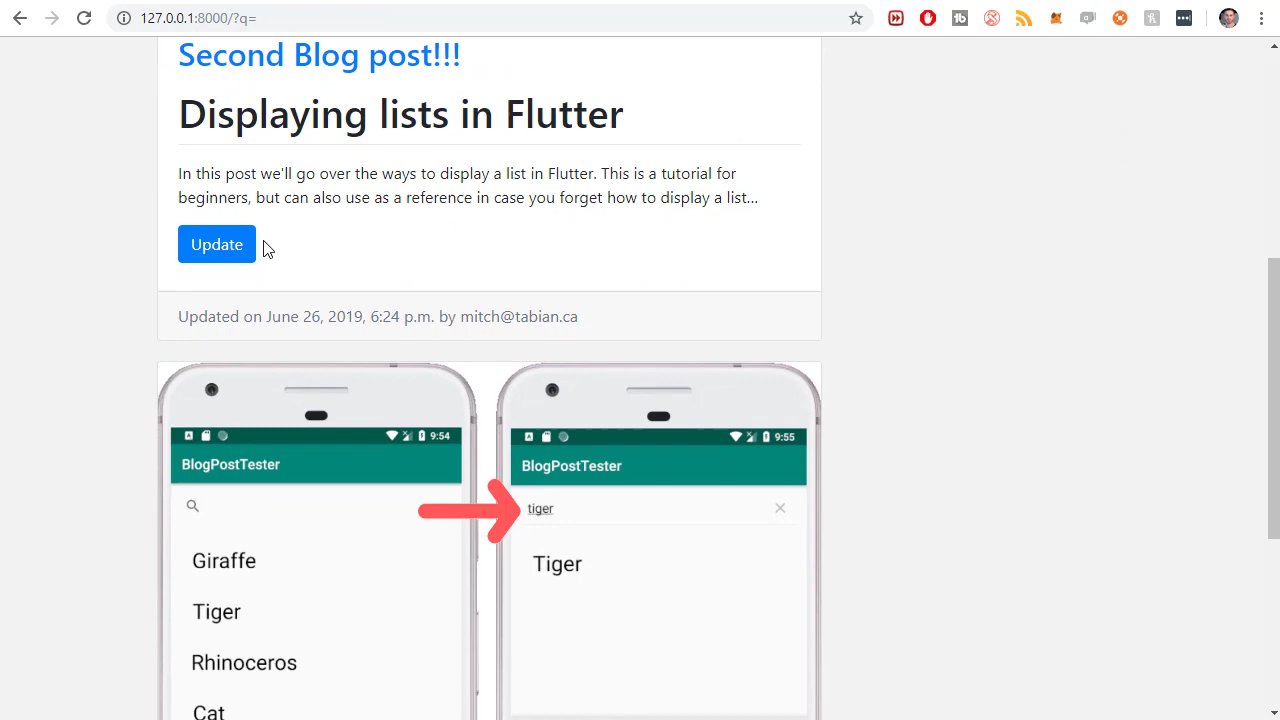 127.0.0.1:8000/?q=
Second Blog post!!!
Displaying lists in Flutter
In this post we'll go over the ways to display a list in Flutter. This is a tutorial for
beginners, but can also use as a reference in case you forget how to display a list...
Update
Updated on June 26, 2019, 6:24 p.m. by mitch@tabian.ca
9:54
BlogPostTester
Giraffe
Tiger
Rhinoceros
Cat
9:55
BlogPostTester
tiger
Tiger